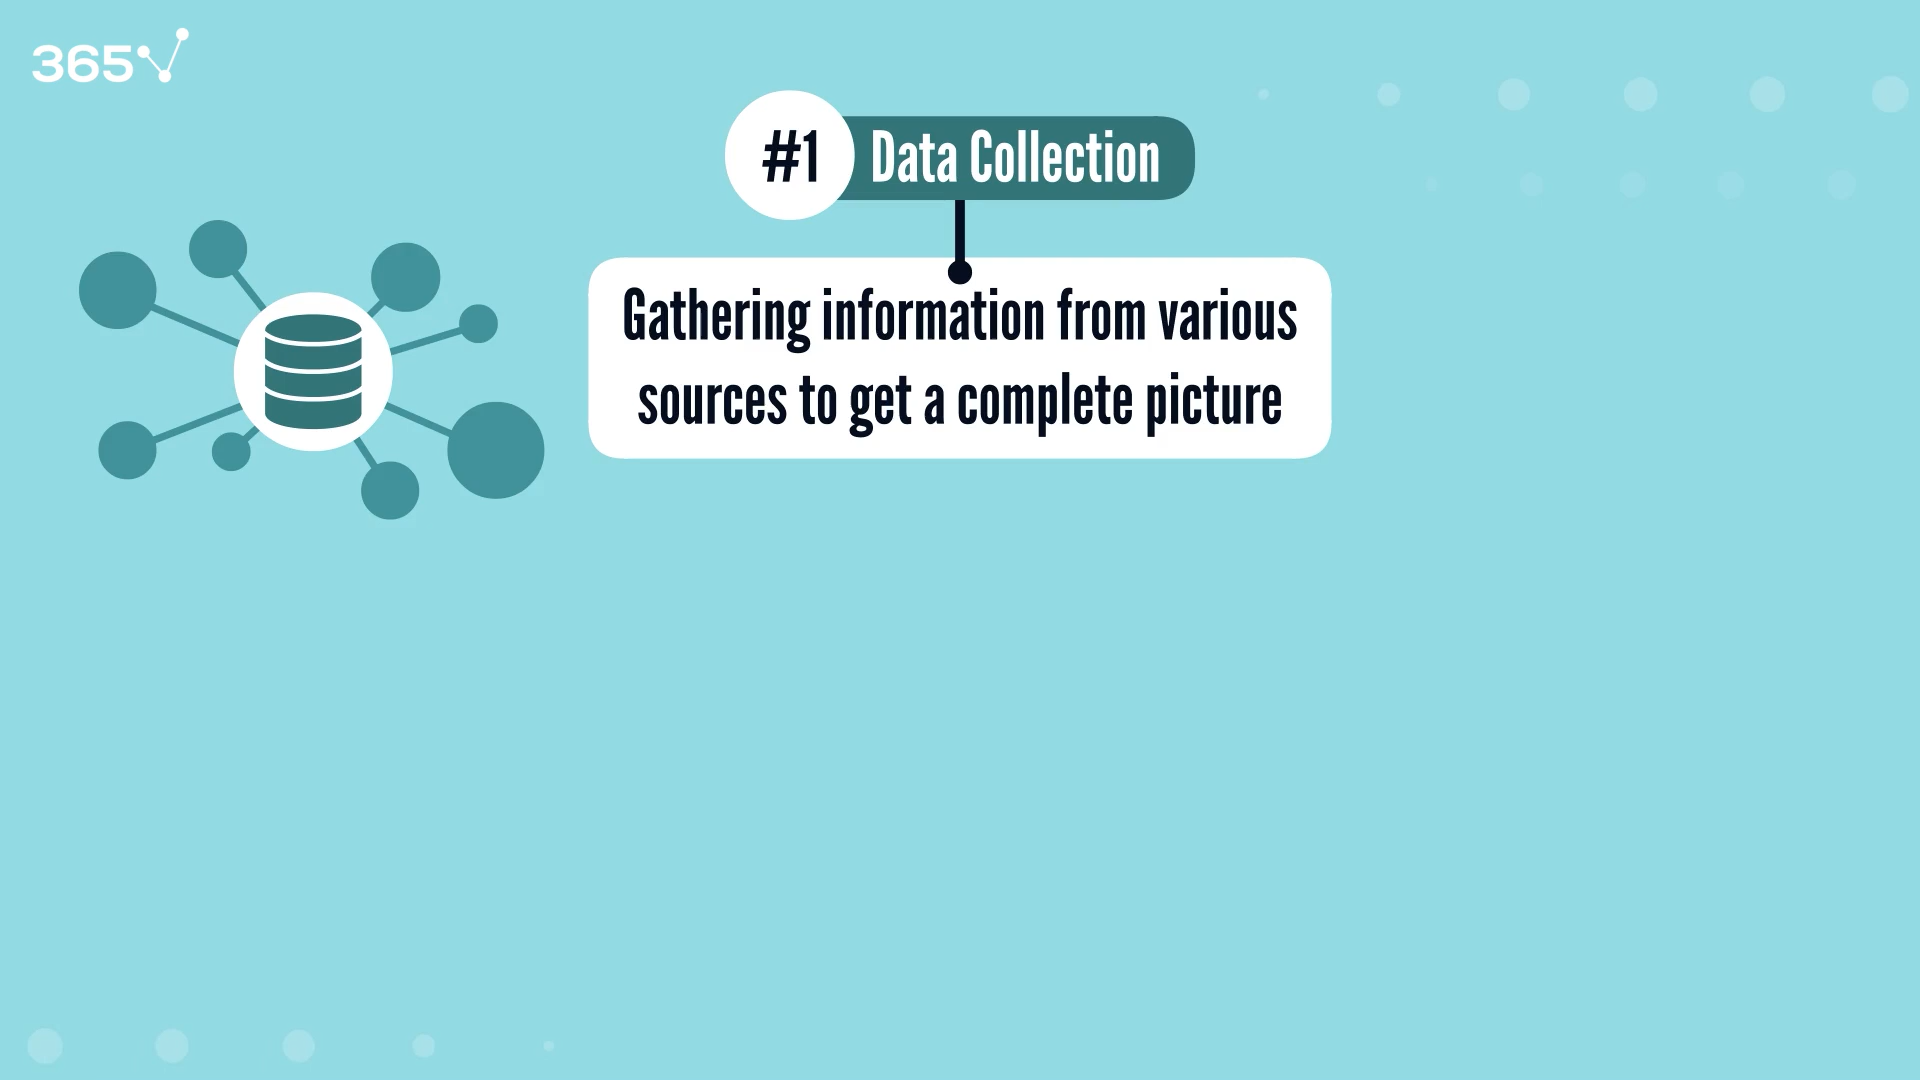 365
#1 Data Collection
Gathering information from various
sources to get a complete picture